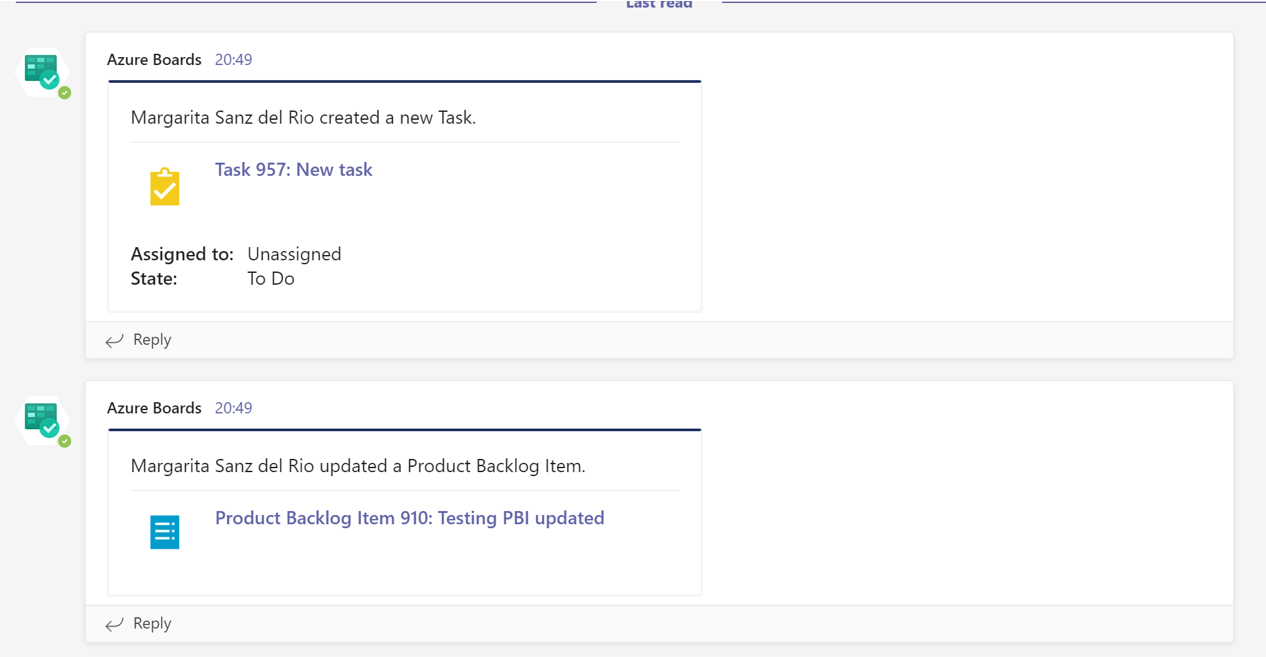 Last read
Azure Boards 20:49
Margarita Sanz del Rio created a new Task.
Task 957: New task
Assigned to: Unassigned
State: To Do
Reply
Azure Boards 20:49
Margarita Sanz del Rio updated a Product Backlog Item.
Product Backlog Item 910: Testing PBI updated
Reply